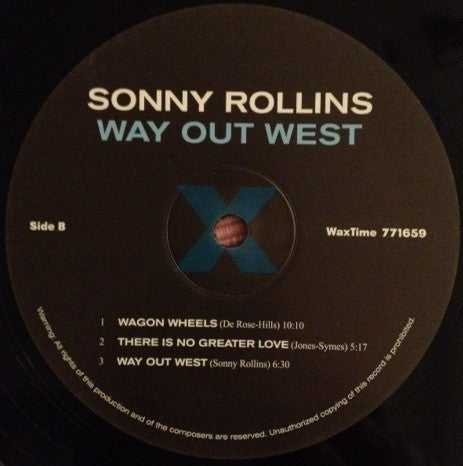 SONNY ROLLINS
WAY OUT WEST
X
Side B
WaxTime 771659
1 WAGON WHEELS (De Rose-Hills) 10:10
2 THERE IS NO GREATER LOVE (Jones-Symes) 5:17
3 WAY OUT WEST (Sonny Rollins) 6:30
Warning: All rights of this production and of the composers are reserved. Unauthorized copying of this record is prohibited.